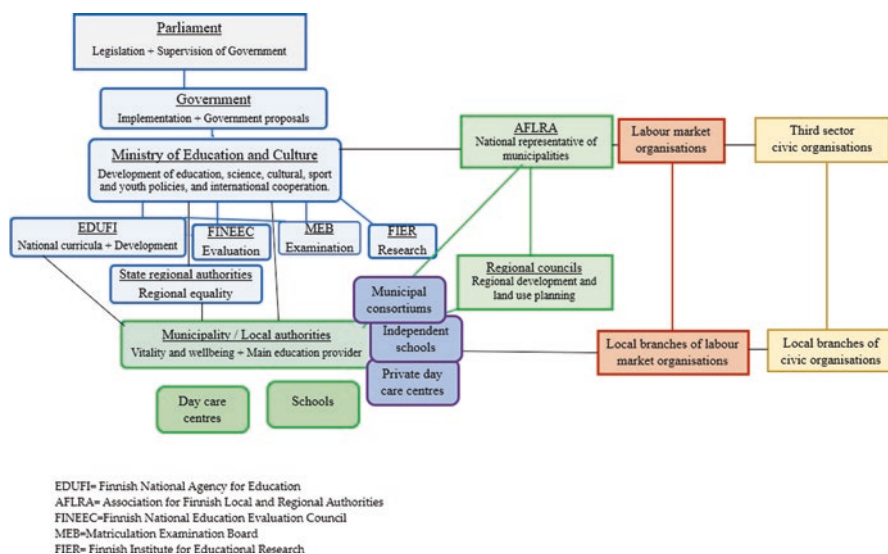 Parliament
Legislation + Supervision of Government
Government
Implementation + Government proposals
Ministry of Education and Culture
Development of education, science, cultural, sport
and youth policies, and international cooperation.
AFLRA
National representative of
municipalities
Labour market
organisations
Third sector
civic organisations
EDUFI
National curricula + Development
FINEEC
Evaluation
MEB
Examination
FIER
Research
State regional authorities
Regional equality
Municipal
consortiums
Regional councils
Regional development and
land use planning
Municipality / Local authorities
Vitality and wellbeing + Main education provider
Independent
schools
Private day
care centres
Local branches of labour
market organisations
Local branches of
civic organisations
Day care
centres
Schools
EDUFI= Finnish National Agency for Education
AFLRA= Association for Finnish Local and Regional Authorities
FINEEC=Finnish National Education Evaluation Council
MEB=Matriculation Examination Board
FIER= Finnish Institute for Educational Research